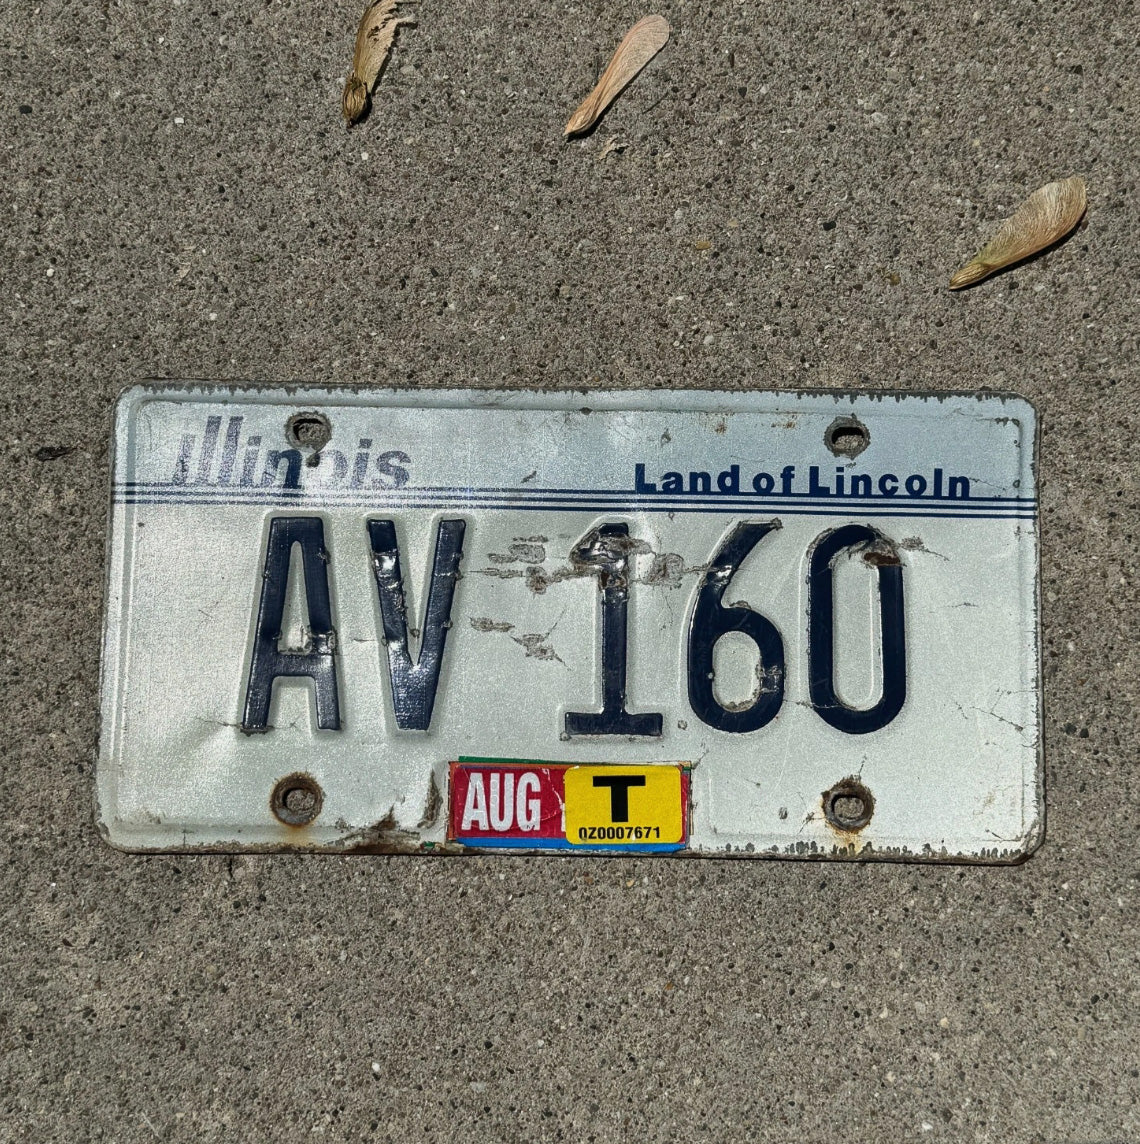 Illinois
Land of Lincoln
AV 160
AUG
T
0Z0007671